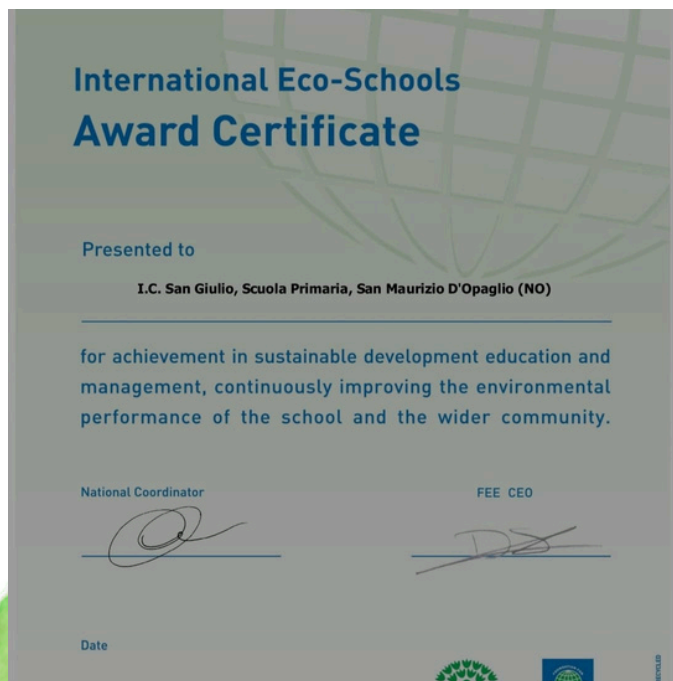 International Eco-Schools
Award Certificate
Presented to
I.C. San Giulio, Scuola Primaria, San Maurizio D'Opaglio (NO)
for achievement in sustainable development education and
management, continuously improving the environmental
performance of the school and the wider community.
National Coordinator
FEE CEO
Date
RECYCLED